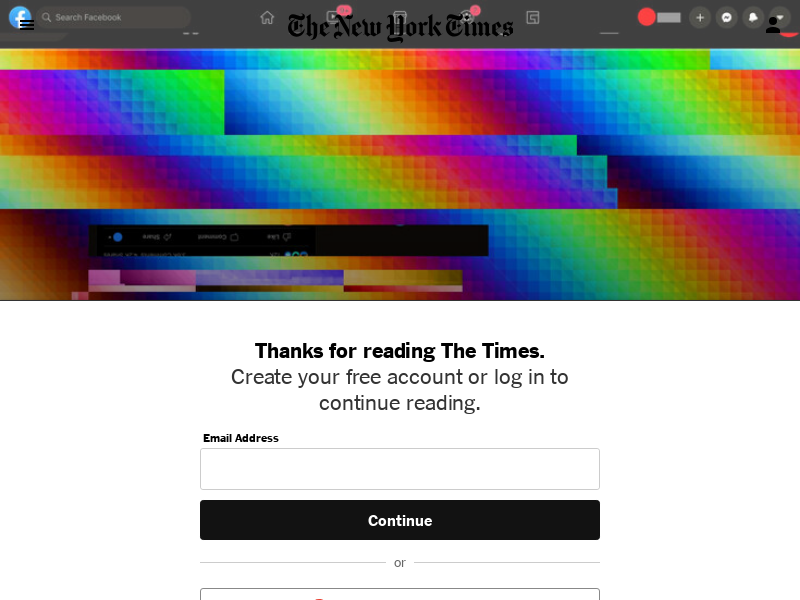 Search Facebook
The New York Times
Like
Comment
Share
Thanks for reading The Times.
Create your free account or log in to
continue reading.
Email Address
Continue
or